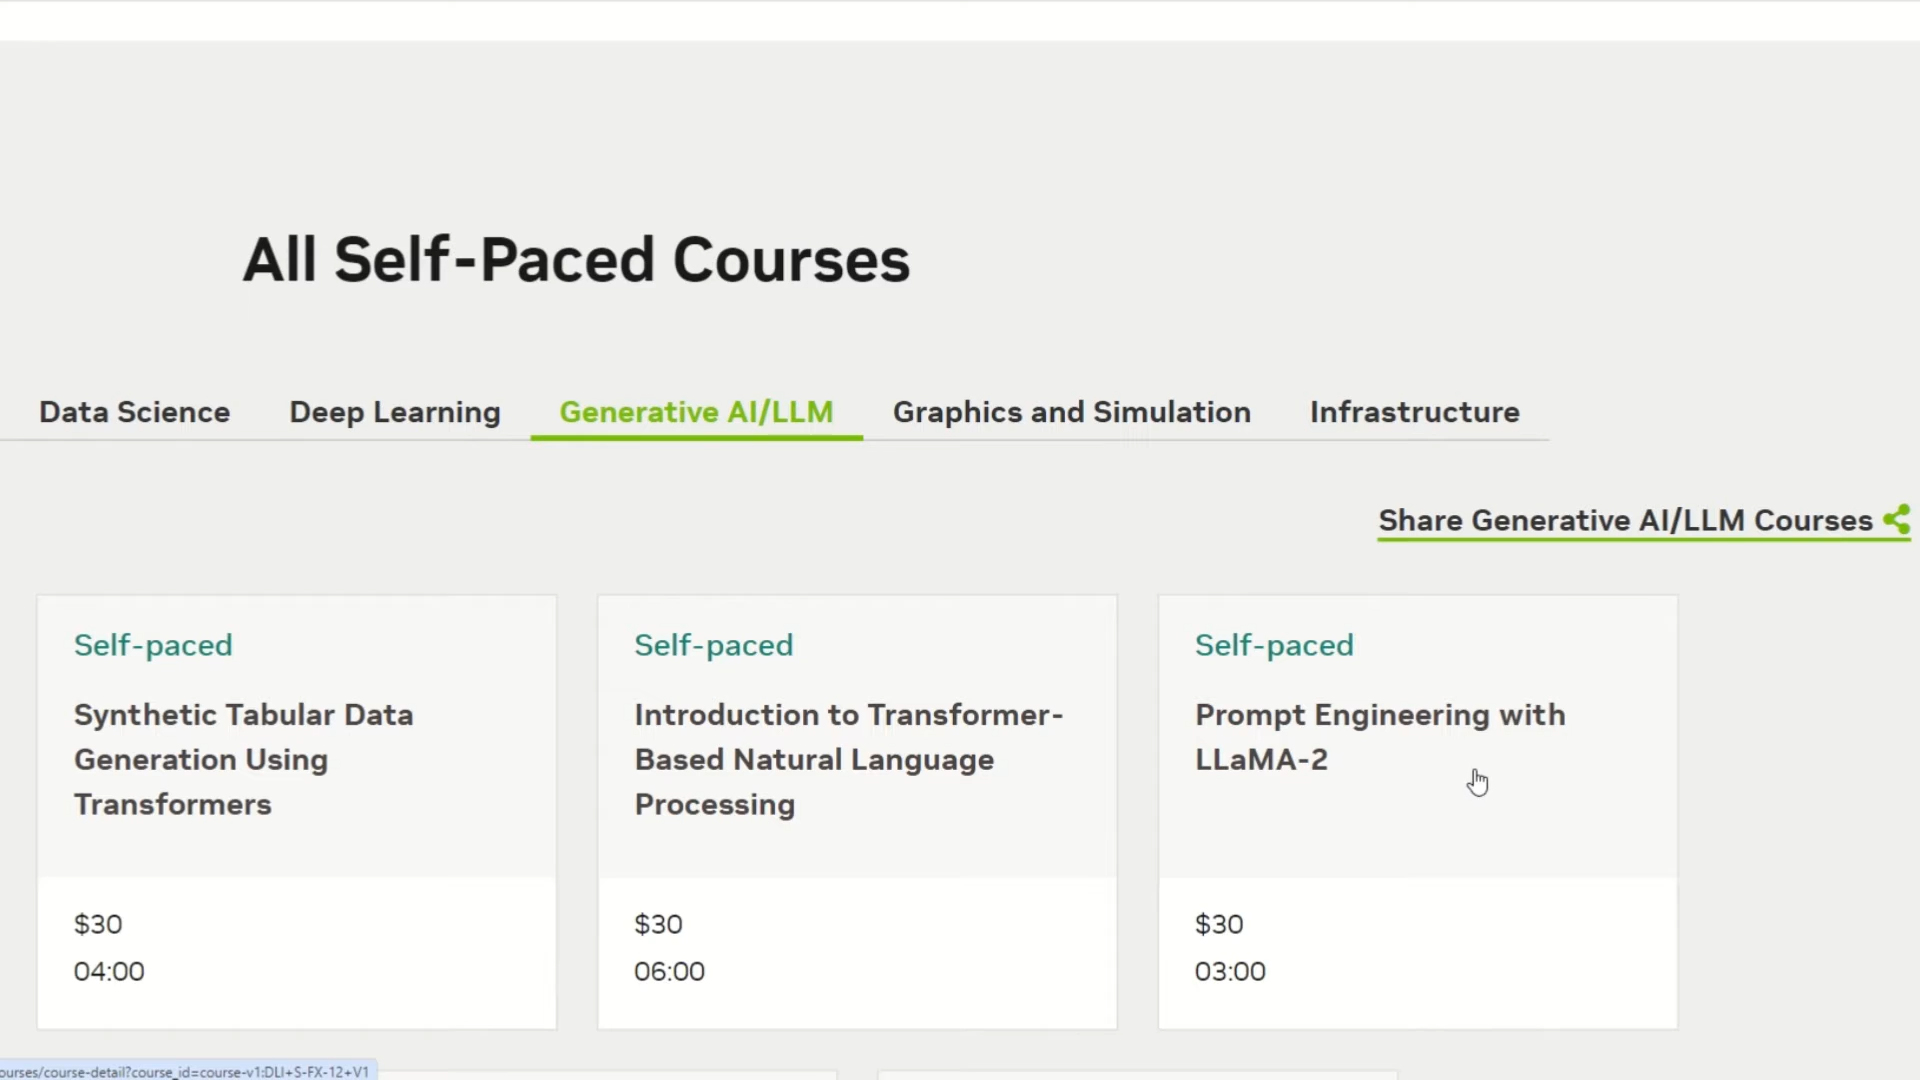 All Self-Paced Courses
Data Science
Deep Learning
Generative AI/LLM
Graphics and Simulation
Infrastructure
Share Generative AI/LLM Courses
Self-paced
Synthetic Tabular Data
Generation Using
Transformers
$30
04:00
Self-paced
Introduction to Transformer-
Based Natural Language
Processing
$30
06:00
Self-paced
Prompt Engineering with
LLaMA-2
$30
03:00
ourses/course-detail?course_id=course-v1:DLI+S-FX-12+V1